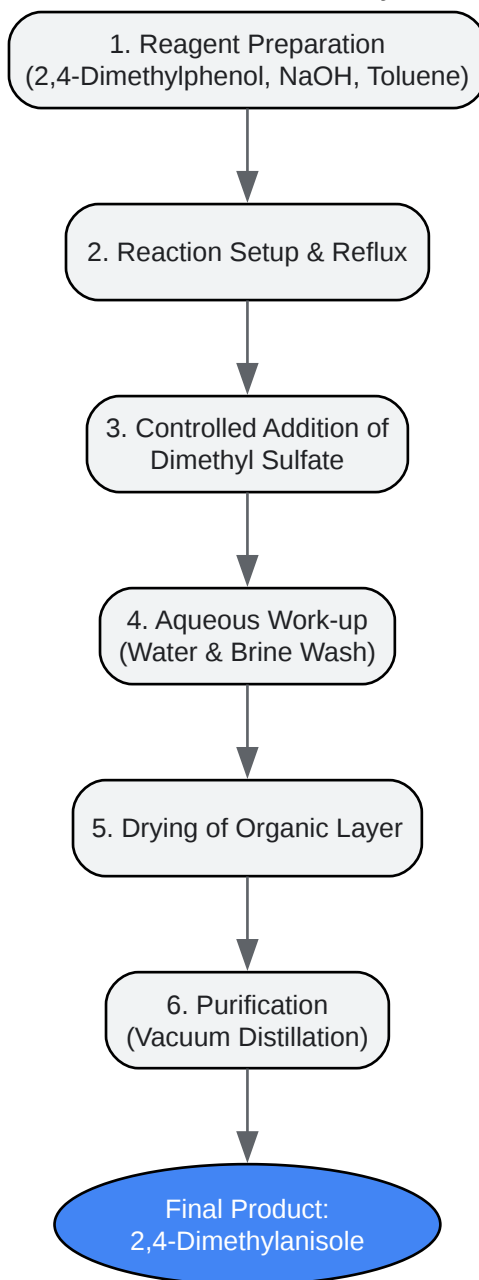 1. Reagent Preparation
(2,4-Dimethylphenol, NaOH, Toluene)
2. Reaction Setup & Reflux
3. Controlled Addition of
Dimethyl Sulfate
4. Aqueous Work-up
(Water & Brine Wash)
5. Drying of Organic Layer
6. Purification
(Vacuum Distillation)
Final Product:
2,4-Dimethylanisole